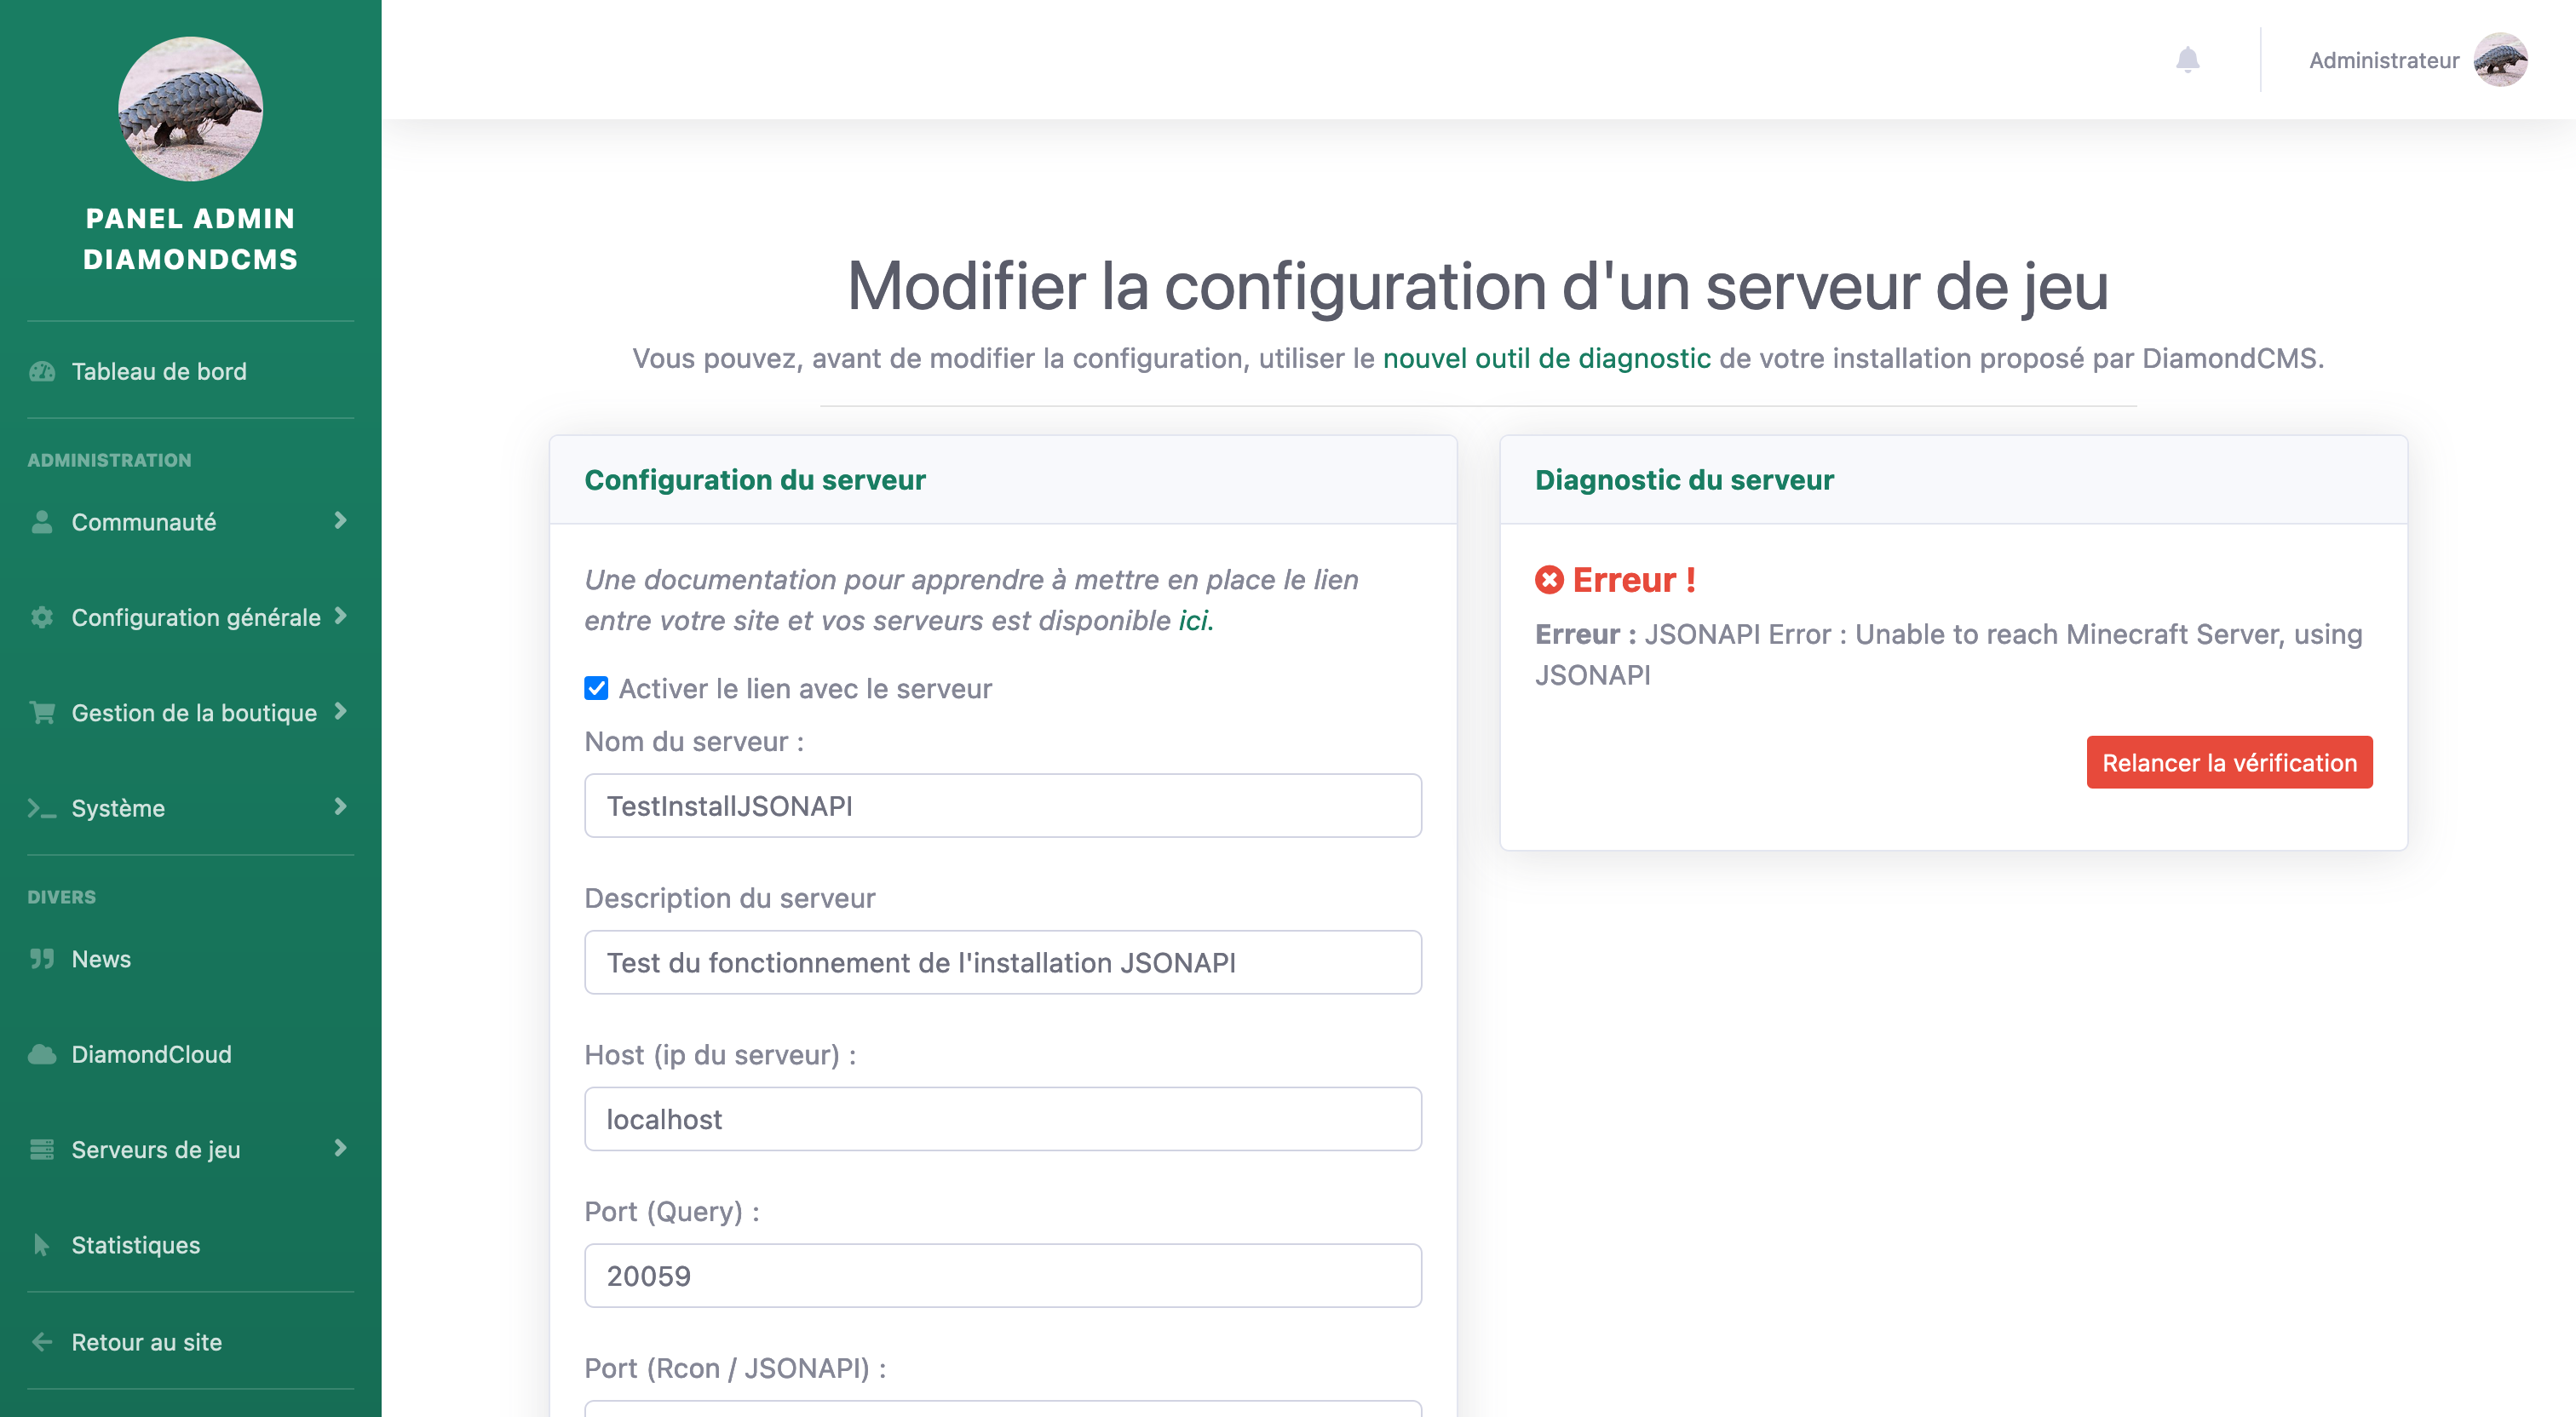 PANEL ADMIN
DIAMONDCMS
Tableau de bord
ADMINISTRATION
Communauté
Configuration générale
Gestion de la boutique
Système
DIVERS
News
DiamondCloud
Serveurs de jeu
Statistiques
Retour au site
Administrateur
Modifier la configuration d'un serveur de jeu
Vous pouvez, avant de modifier la configuration, utiliser le nouvel outil de diagnostic de votre installation proposé par DiamondCMS.
Configuration du serveur
Une documentation pour apprendre à mettre en place le lien
entre votre site et vos serveurs est disponible ici.
Activer le lien avec le serveur
Nom du serveur :
TestInstallJSONAPI
Description du serveur
Test du fonctionnement de l'installation JSONAPI
Host (ip du serveur) :
localhost
Port (Query) :
20059
Port (Rcon / JSONAPI) :
Diagnostic du serveur
Erreur !
Erreur : JSONAPI Error : Unable to reach Minecraft Server, using
JSONAPI
Relancer la vérification